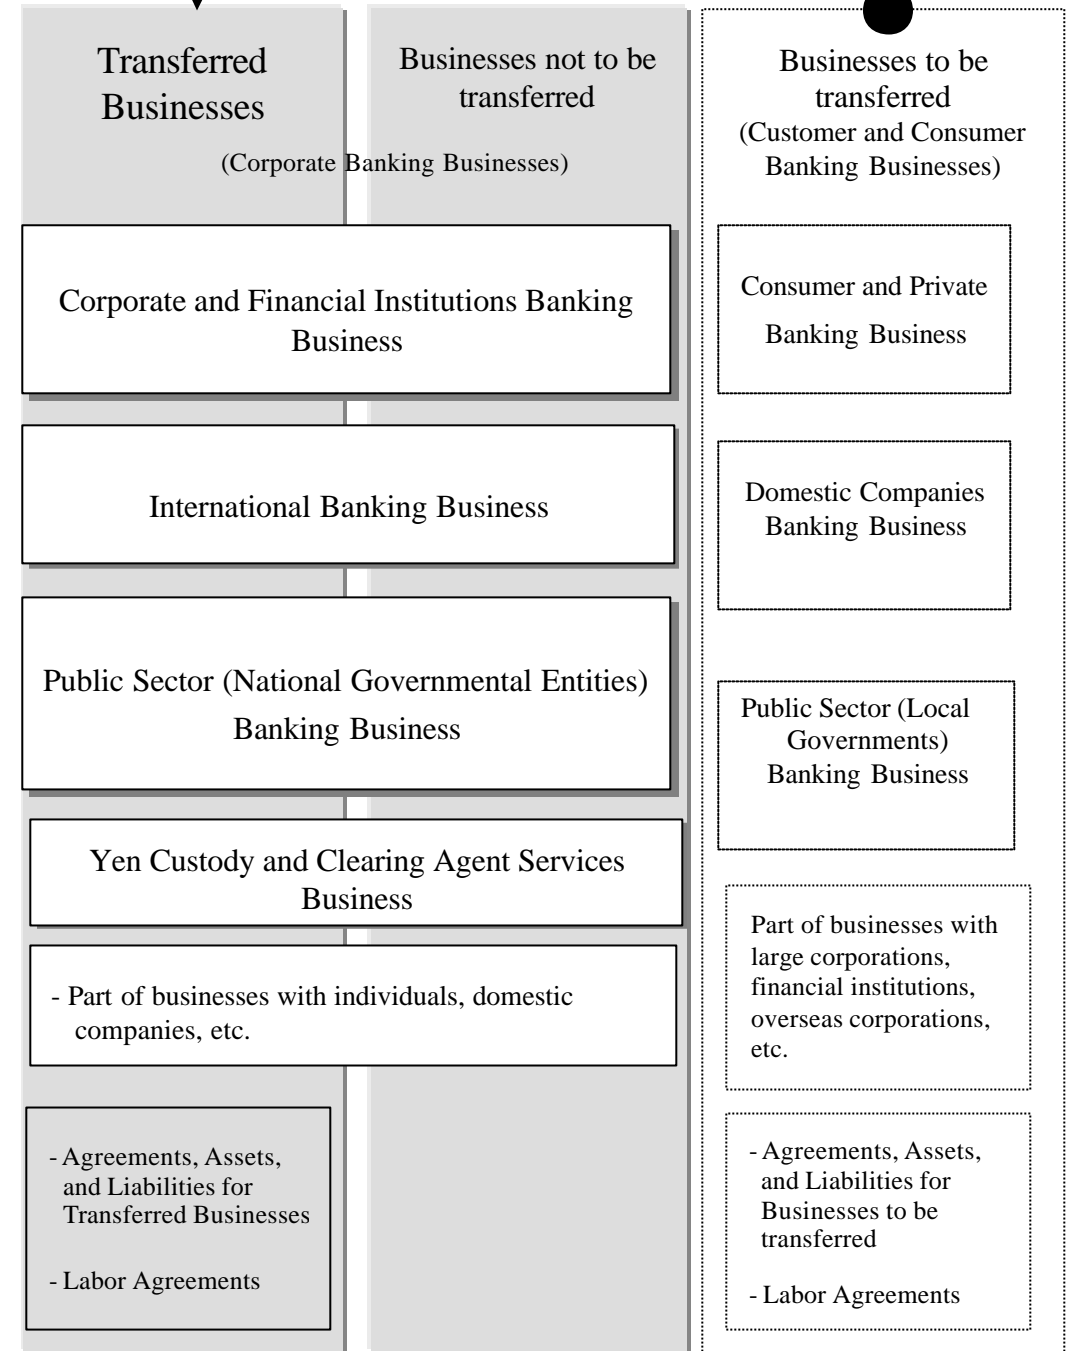 Transferred
Businesses
Businesses not to be
transferred
(Corporate Banking Businesses)
Businesses to be
transferred
(Customer and Consumer
Banking Businesses)
Corporate and Financial Institutions Banking
Business
International Banking Business
Public Sector (National Governmental Entities)
Banking Business
Yen Custody and Clearing Agent Services
Business
- Part of businesses with individuals, domestic
companies, etc.
- Agreements, Assets,
and Liabilities for
Transferred Businesses
- Labor Agreements
Consumer and Private
Banking Business
Domestic Companies
Banking Business
Public Sector (Local
Governments)
Banking Business
Part of businesses with
large corporations,
financial institutions,
overseas corporations,
etc.
- Agreements, Assets,
and Liabilities for
Businesses to be
transferred
- Labor Agreements